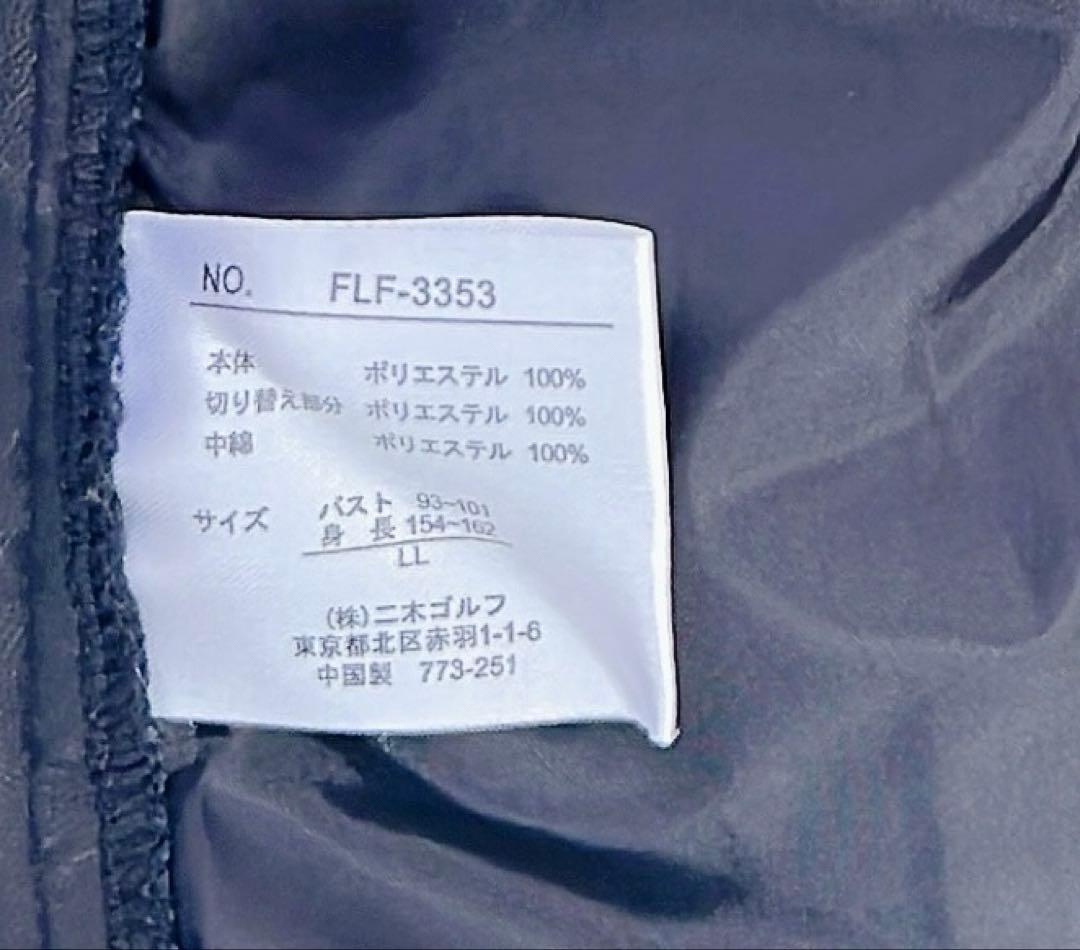 NO. FLF-3353
本体 ポリエステル 100%
切り替え部分 ポリエステル 100%
中綿 ポリエステル 100%
サイズ バスト 93~101
身 長 154~162
LL
(株)二木ゴルフ
東京都北区赤羽1-1-6
中国製 773-251